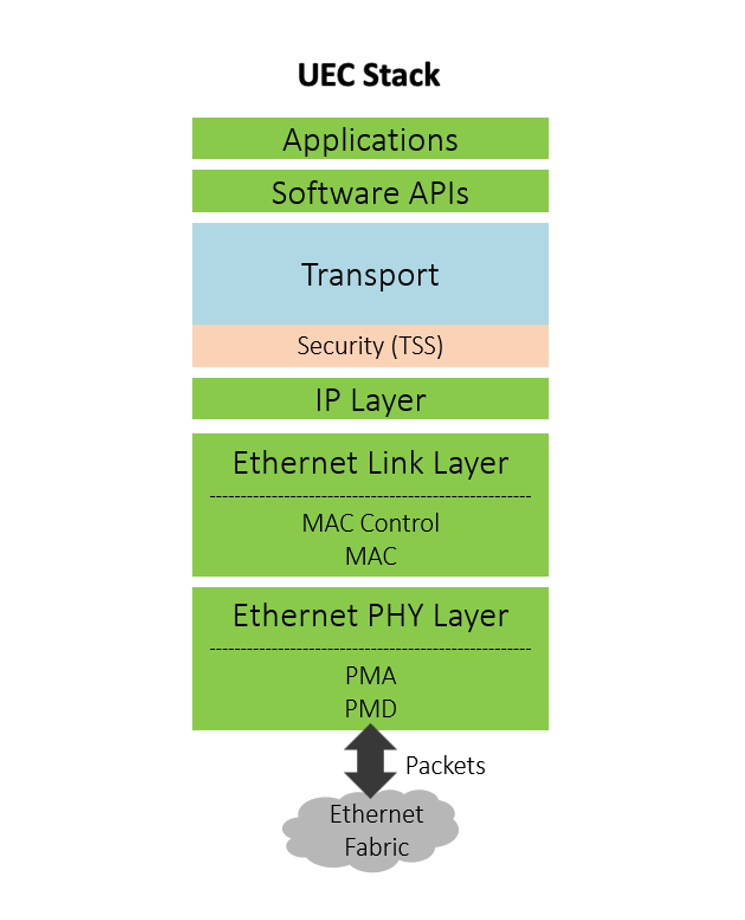 UEC Stack
Applications
Software APIs
Transport
Security (TSS)
IP Layer
Ethernet Link Layer
MAC Control
MAC
Ethernet PHY Layer
PMA
PMD
Packets
Ethernet
Fabric